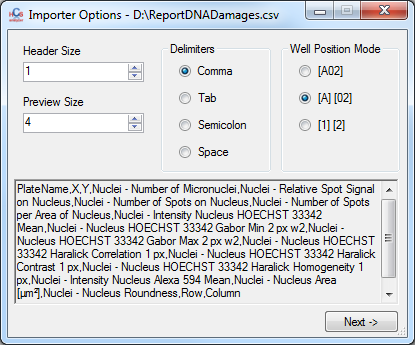 Importer Options - D:\ReportDNADamages.csv
Header Size
1
Preview Size
4
Delimiters
Comma
Tab
Semicolon
Space
Well Position Mode
[A02]
[A] [02]
[1] [2]
PlateName,X,Y,Nuclei - Number of Micronuclei,Nuclei - Relative Spot Signal
on Nucleus,Nuclei - Number of Spots on Nucleus,Nuclei - Number of Spots
per Area of Nucleus,Nuclei - Intensity Nucleus HOECHST 33342
Mean,Nuclei - Nucleus HOECHST 33342 Gabor Min 2 px w2,Nuclei -
Nucleus HOECHST 33342 Gabor Max 2 px w2,Nuclei - Nucleus HOECHST
33342 Haralick Correlation 1 px,Nuclei - Nucleus HOECHST 33342 Haralick
Contrast 1 px,Nuclei - Nucleus HOECHST 33342 Haralick Homogeneity 1
px,Nuclei - Intensity Nucleus Alexa 594 Mean,Nuclei - Nucleus Area
[µm²],Nuclei - Nucleus Roundness,Row,Column
Next ->